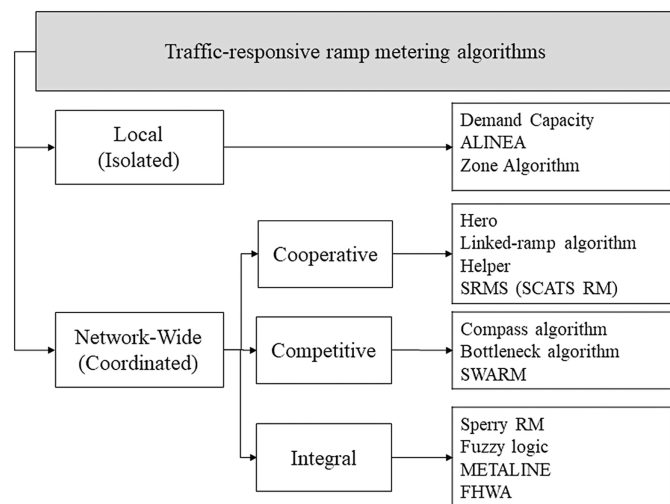 Traffic-responsive ramp metering algorithms
Local
(Isolated)
Demand Capacity
ALINEA
Zone Algorithm
Network-Wide
(Coordinated)
Cooperative
Hero
Linked-ramp algorithm
Helper
SRMS (SCATS RM)
Competitive
Compass algorithm
Bottleneck algorithm
SWARM
Integral
Sperry RM
Fuzzy logic
METALINE
FHWA